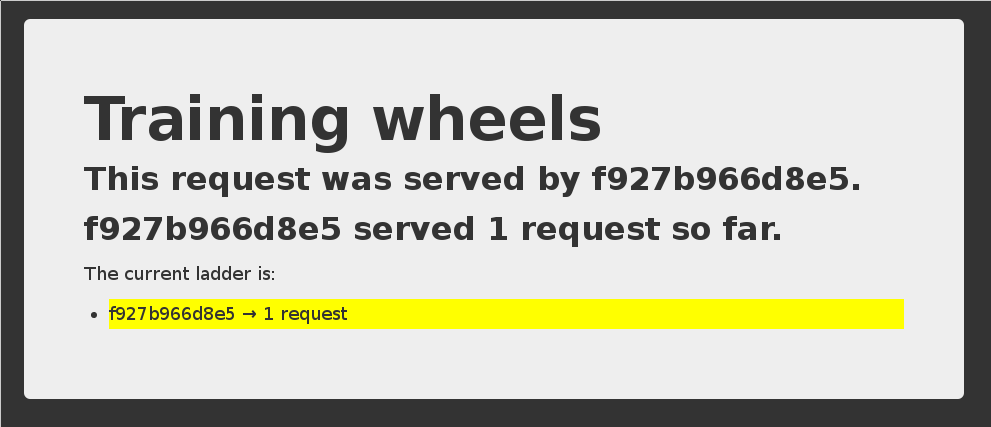 Training wheels
This request was served by f927b966d8e5.
f927b966d8e5 served 1 request so far.
The current ladder is:
• f927b966d8e5 → 1 request